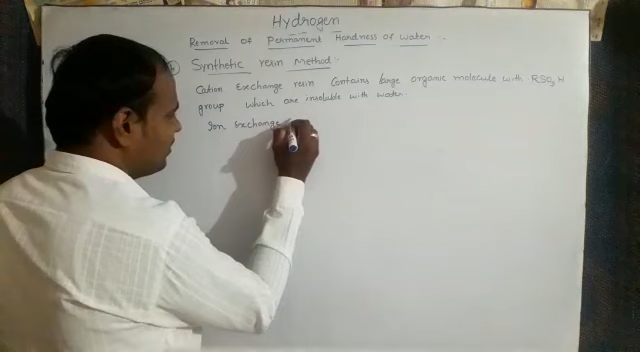 Hydrogen
Removal of Permanent Hardness of water :-
Synthetic resin Method :-
Cation Exchange resin Contains large organic molecule with RSO3H
group which are insoluble with water.
Ion Exchange